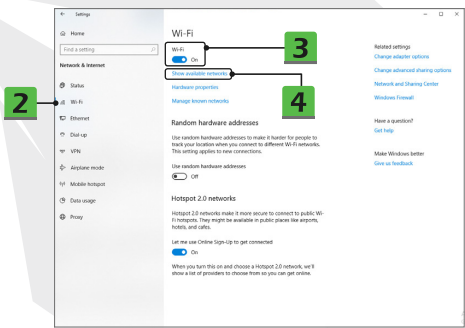 Settings
Home
Find a setting
Network & Internet
Status
Wi-Fi
Ethernet
Dial-up
VPN
Airplane mode
Mobile hotspot
Data usage
Proxy
2
Wi-Fi
Wi-Fi
On
3
Show available networks
4
Hardware properties
Manage known networks
Random hardware addresses
Use random hardware addresses to make it harder for people to
track your location when you connect to different Wi-Fi networks.
This setting applies to new connections.
Use random hardware addresses
Off
Hotspot 2.0 networks
Hotspot 2.0 networks make it more secure to connect to public Wi-
Fi hotspots. They might be available in public places like airports,
hotels, and cafes.
Let me use Online Sign-Up to get connected
On
When you turn this on and choose a Hotspot 2.0 network, we'll
show a list of providers to choose from so you can get online.
Related settings
Change adapter options
Change advanced sharing options
Network and Sharing Center
Windows Firewall
Have a question?
Get help
Make Windows better
Give us feedback